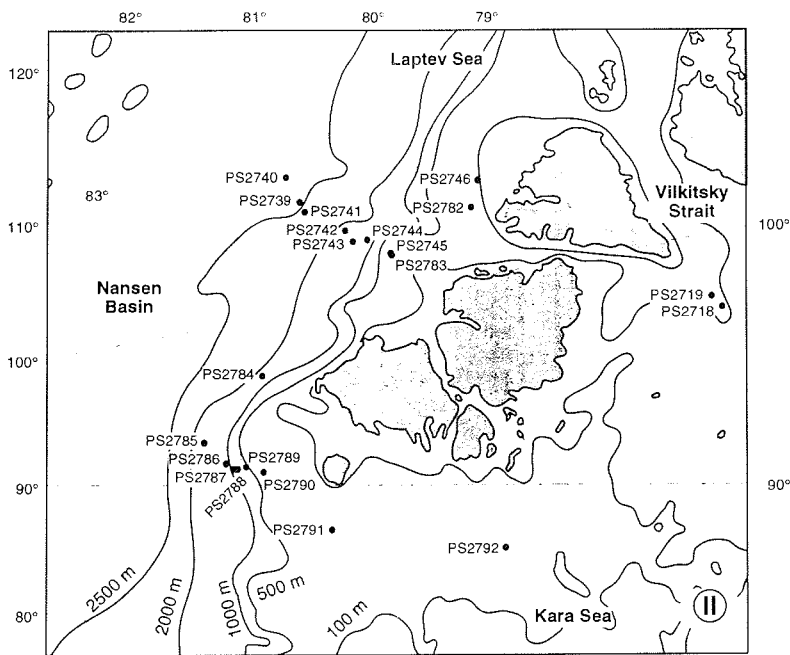 82° 81° 80° 79°
120°
Laptev Sea
PS2740
PS2746
83°
PS2739
PS2741
PS2782
Vilkitsky
Strait
110°
100°
PS2742
PS2744
PS2743
PS2745
PS2783
Nansen
Basin
PS2719
PS2718
100°
PS2784
PS2785
PS2786
PS2789
PS2787
PS2788
PS2790
90°
90°
PS2791
PS2792
2500 m
2000 m
1000 m
500 m
100 m
Kara Sea
II
80°